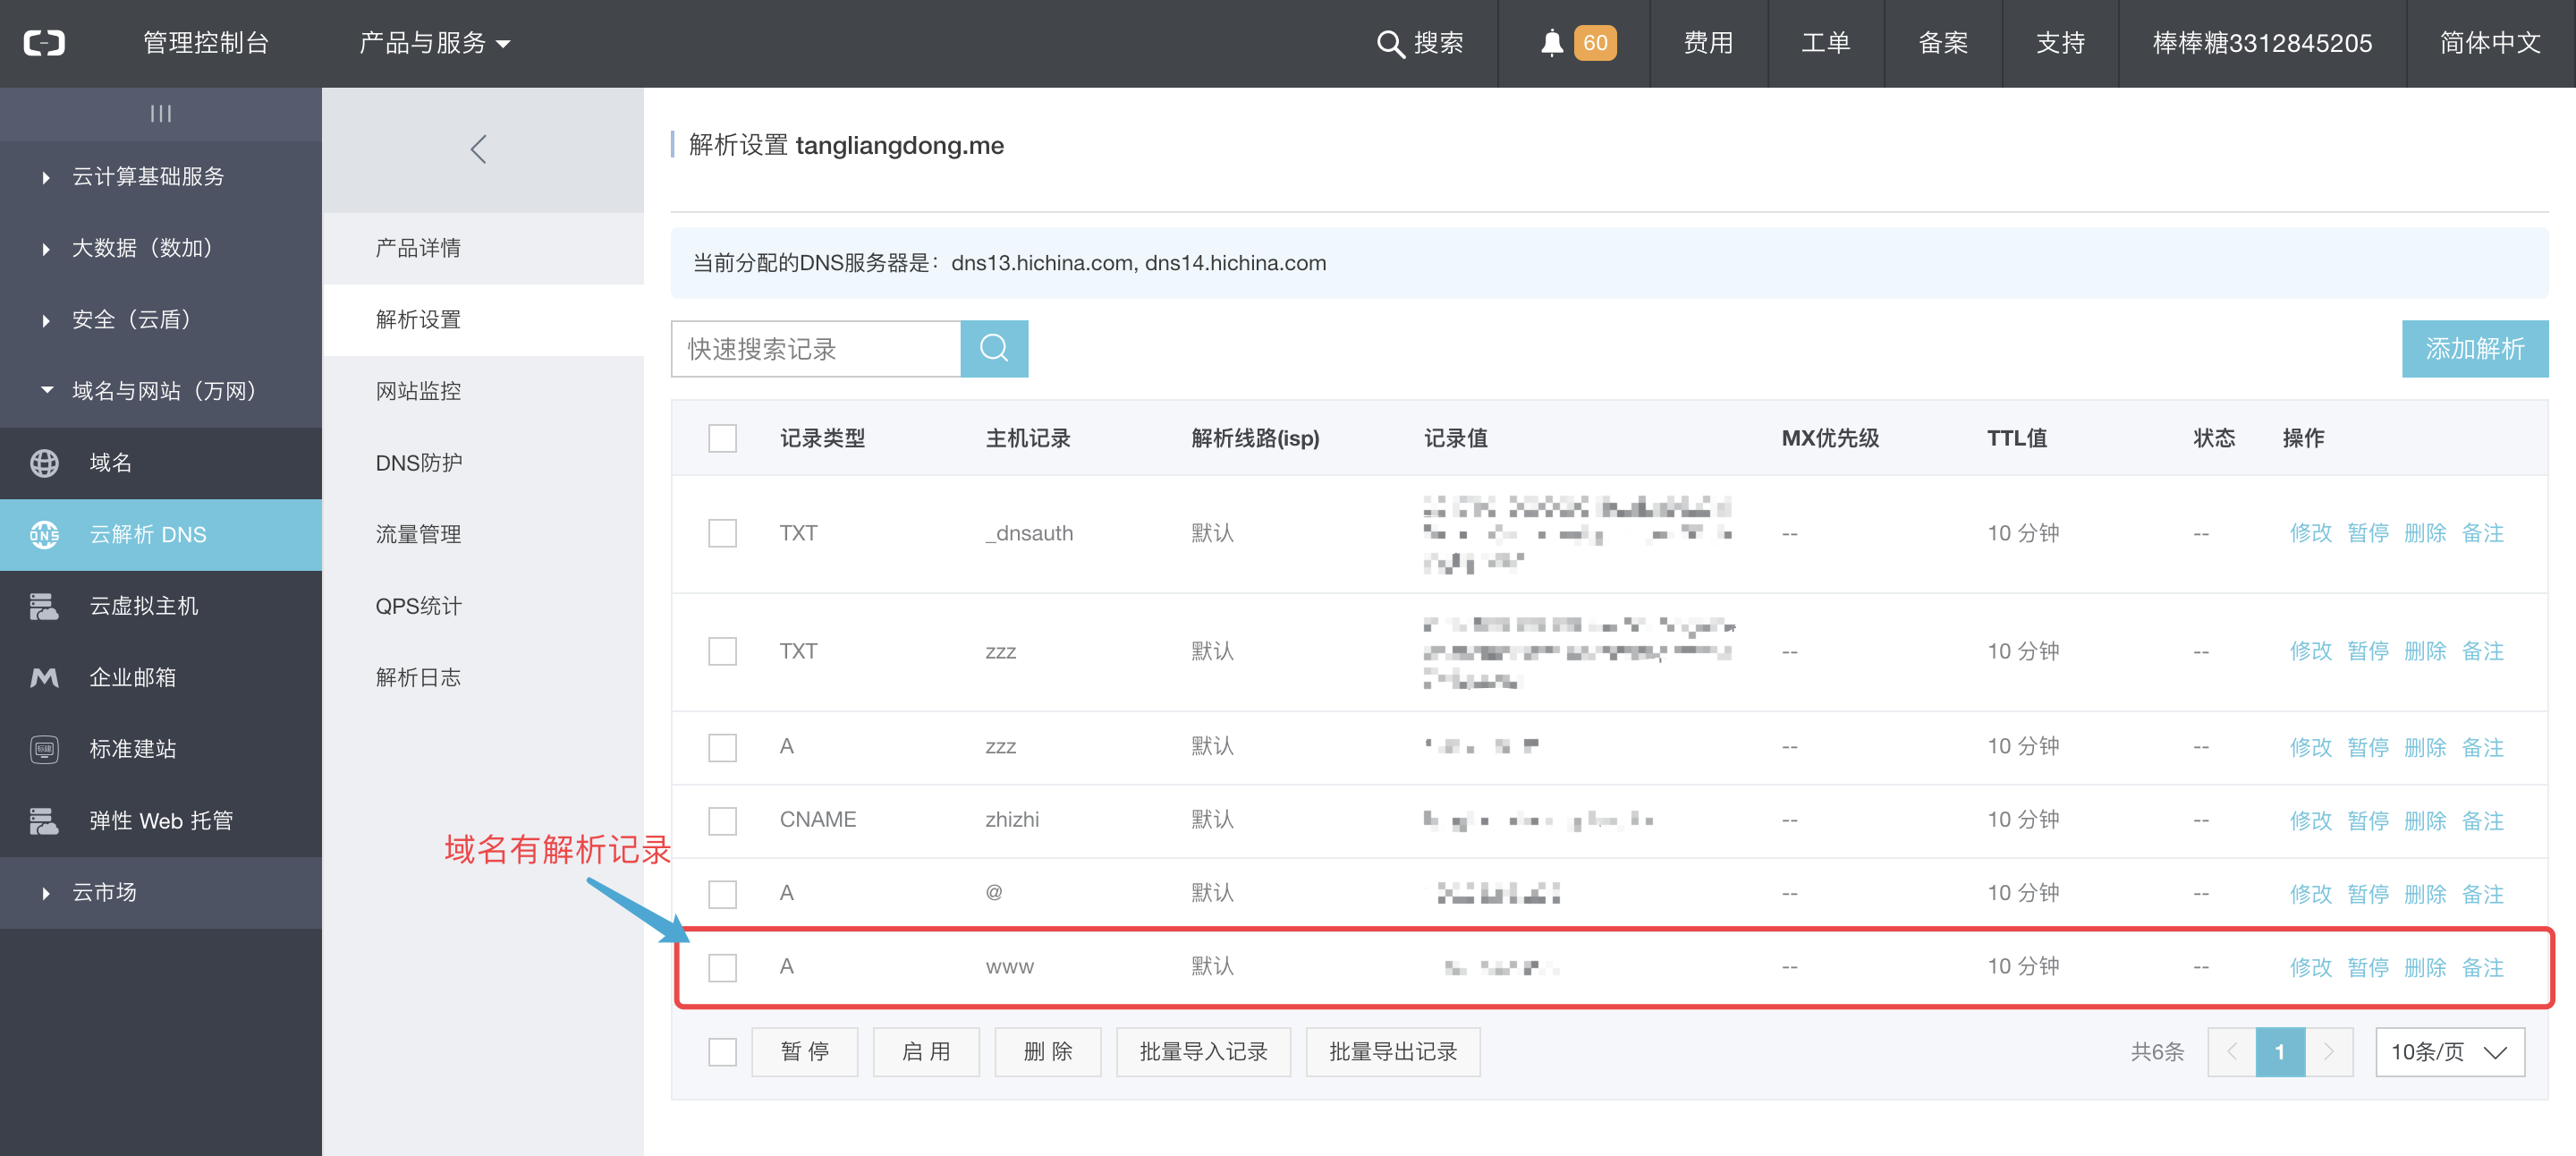 管理控制台 产品与服务 搜索 60 费用 工单 备案 支持 棒棒糖3312845205 简体中文
云计算基础服务
大数据（数加）
安全（云盾）
域名与网站（万网）
域名
DNS 云解析 DNS
云虚拟主机
企业邮箱
标准建站
弹性 Web 托管
云市场
产品详情
解析设置
网站监控
DNS防护
流量管理
QPS统计
解析日志
解析设置 tangliangdong.me
当前分配的DNS服务器是：dns13.hichina.com, dns14.hichina.com
快速搜索记录 添加解析
记录类型 主机记录 解析线路(isp) 记录值 MX优先级 TTL值 状态 操作
TXT _dnsauth 默认 -- 10 分钟 -- 修改 暂停 删除 备注
TXT zzz 默认 -- 10 分钟 -- 修改 暂停 删除 备注
A zzz 默认 -- 10 分钟 -- 修改 暂停 删除 备注
CNAME zhizhi 默认 -- 10 分钟 -- 修改 暂停 删除 备注
域名有解析记录
A @ 默认 -- 10 分钟 -- 修改 暂停 删除 备注
A www 默认 -- 10 分钟 -- 修改 暂停 删除 备注
暂停 启用 删除 批量导入记录 批量导出记录 共6条 1 10条/页